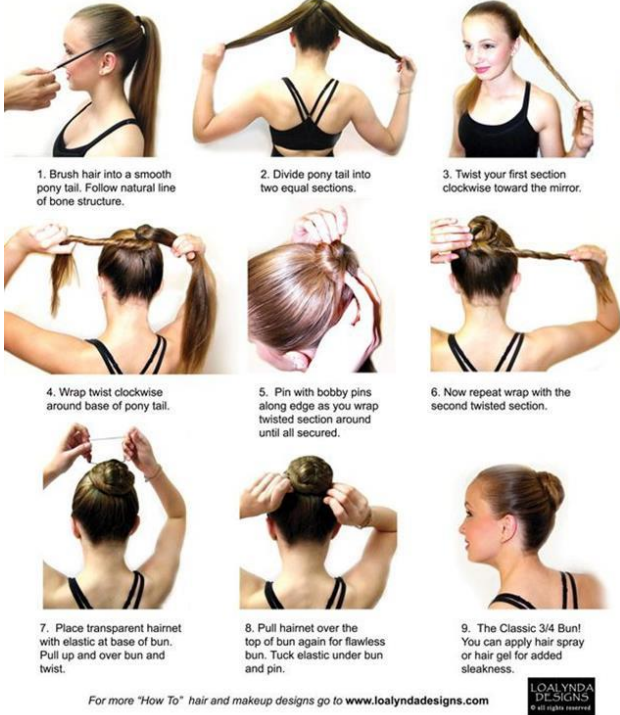 1. Brush hair into a smooth
pony tail. Follow natural line
of bone structure.
2. Divide pony tail into
two equal sections.
3. Twist your first section
clockwise toward the mirror.
4. Wrap twist clockwise
around base of pony tail.
5. Pin with bobby pins
along edge as you wrap
twisted section around
until all secured.
6. Now repeat wrap with the
second twisted section.
7. Place transparent hairnet
with elastic at base of bun.
Pull up and over bun and
twist.
8. Pull hairnet over the
top of bun again for flawless
bun. Tuck elastic under bun
and pin.
9. The Classic 3/4 Bun!
You can apply hair spray
or hair gel for added
sleakness.
For more "How To" hair and makeup designs go to www.loalyndadesigns.com
LOALYNDA
DESIGNS
© all rights reserved